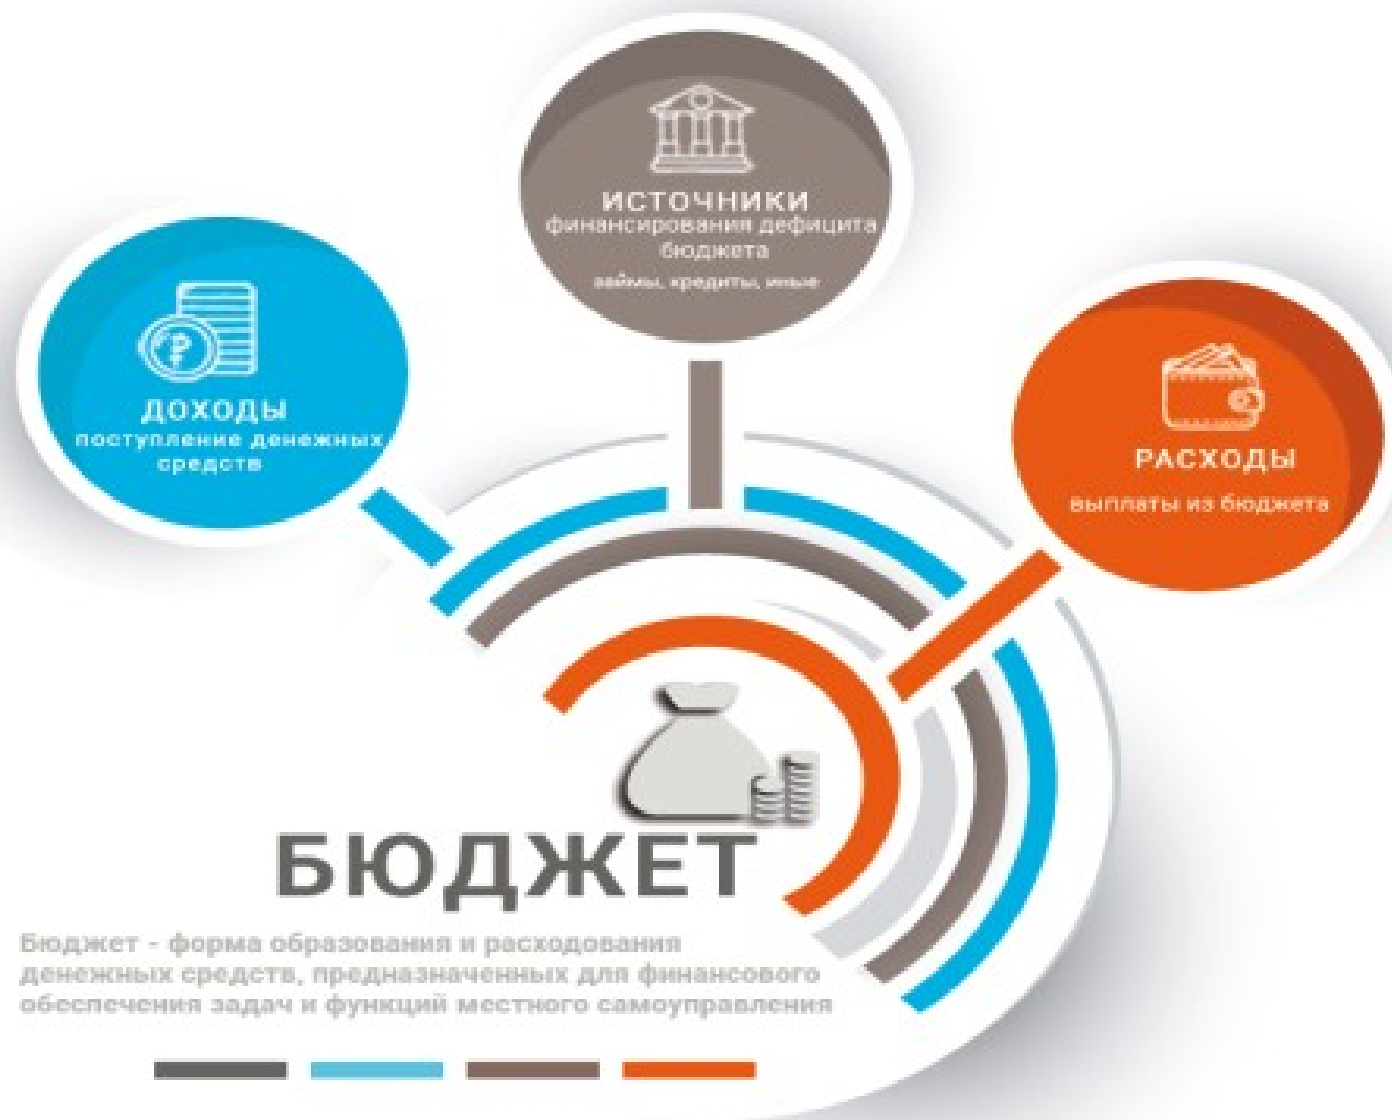 ИСТОЧНИКИ
финансирования дефицита
бюджета
займы, кредиты, иные
ДОХОДЫ
поступление денежных
средств
РАСХОДЫ
выплаты из бюджета
БЮДЖЕТ
Бюджет - форма образования и расходования
денежных средств, предназначенных для финансового
обеспечения задач и функций местного самоуправления